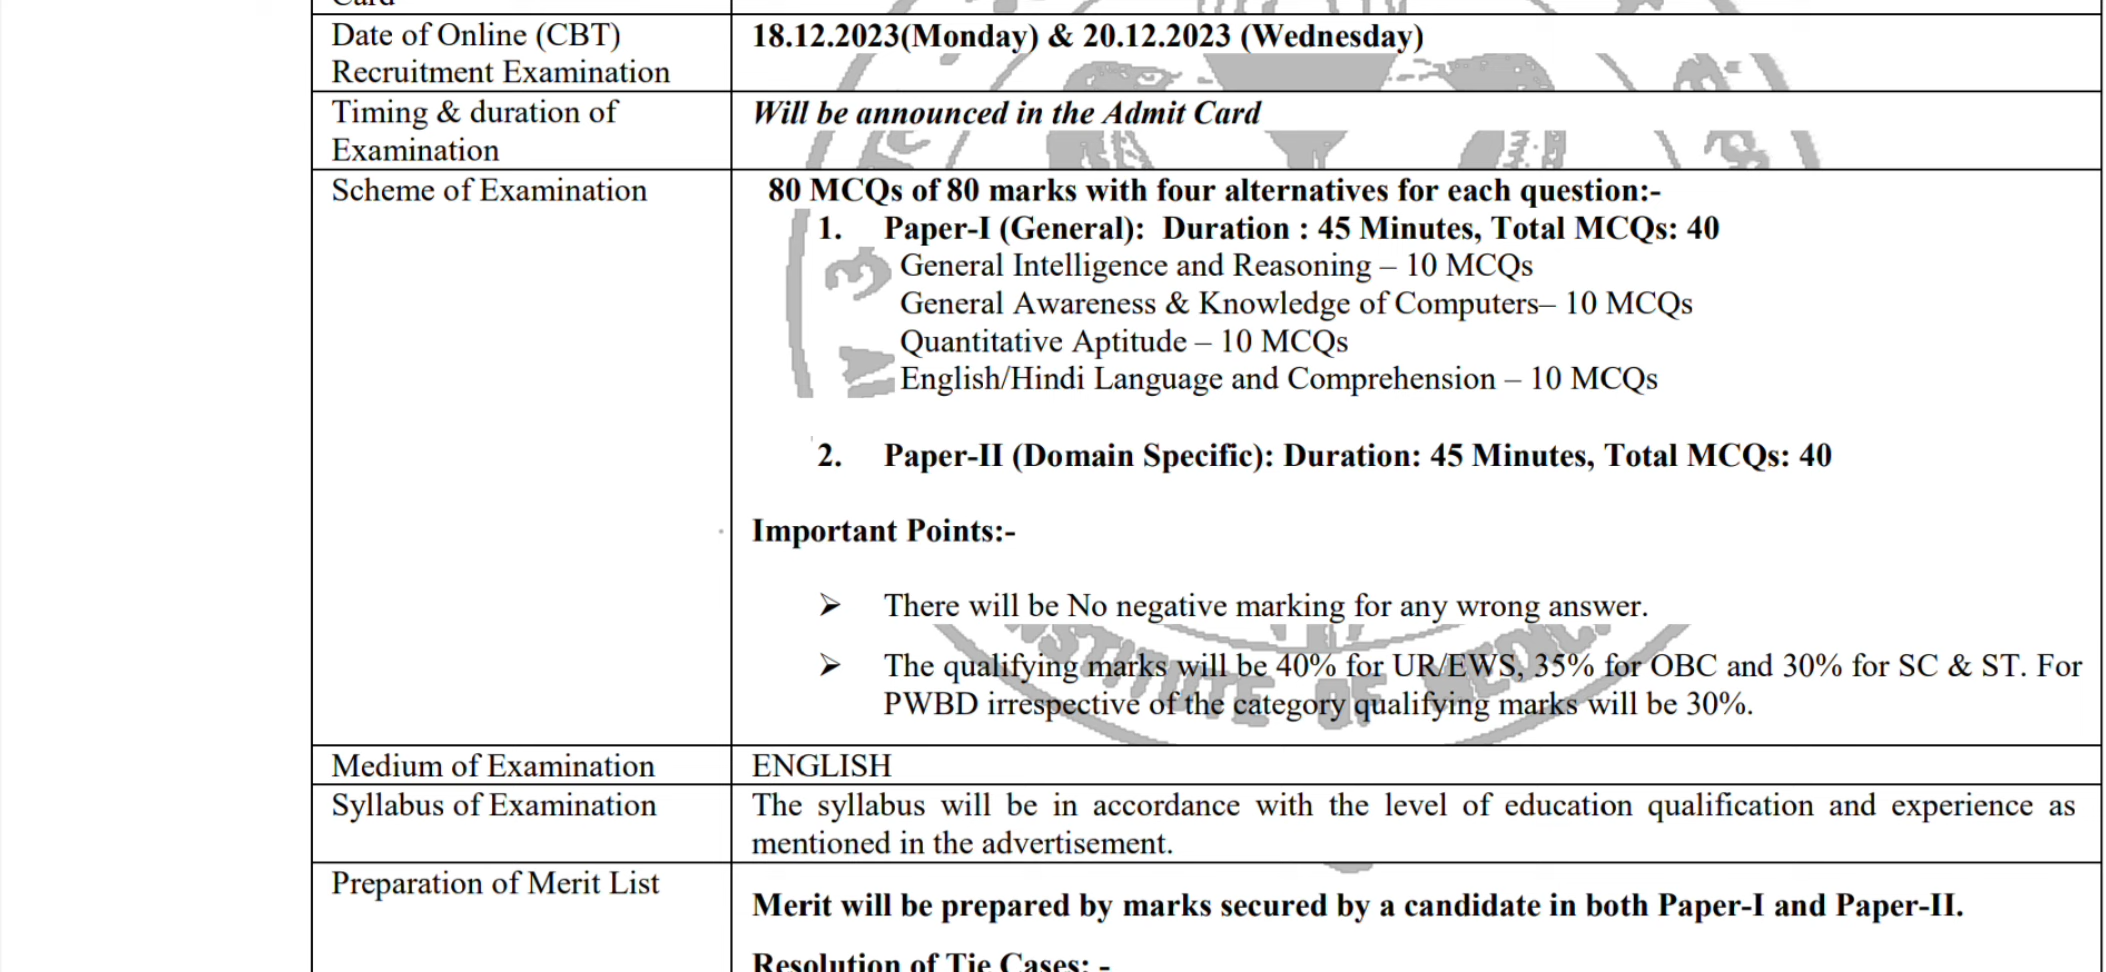 Card
Date of Online (CBT)
Recruitment Examination
18.12.2023(Monday) & 20.12.2023 (Wednesday)
Timing & duration of
Examination
Will be announced in the Admit Card
Scheme of Examination
80 MCQs of 80 marks with four alternatives for each question:-
1. Paper-I (General): Duration : 45 Minutes, Total MCQs: 40
General Intelligence and Reasoning – 10 MCQs
General Awareness & Knowledge of Computers– 10 MCQs
Quantitative Aptitude – 10 MCQs
English/Hindi Language and Comprehension – 10 MCQs
2. Paper-II (Domain Specific): Duration: 45 Minutes, Total MCQs: 40
Important Points:-
➢ There will be No negative marking for any wrong answer.
➢ The qualifying marks will be 40% for UR/EWS, 35% for OBC and 30% for SC & ST. For
PWBD irrespective of the category qualifying marks will be 30%.
Medium of Examination
ENGLISH
Syllabus of Examination
The syllabus will be in accordance with the level of education qualification and experience as
mentioned in the advertisement.
Preparation of Merit List
Merit will be prepared by marks secured by a candidate in both Paper-I and Paper-II.
Resolution of Tie Cases: -